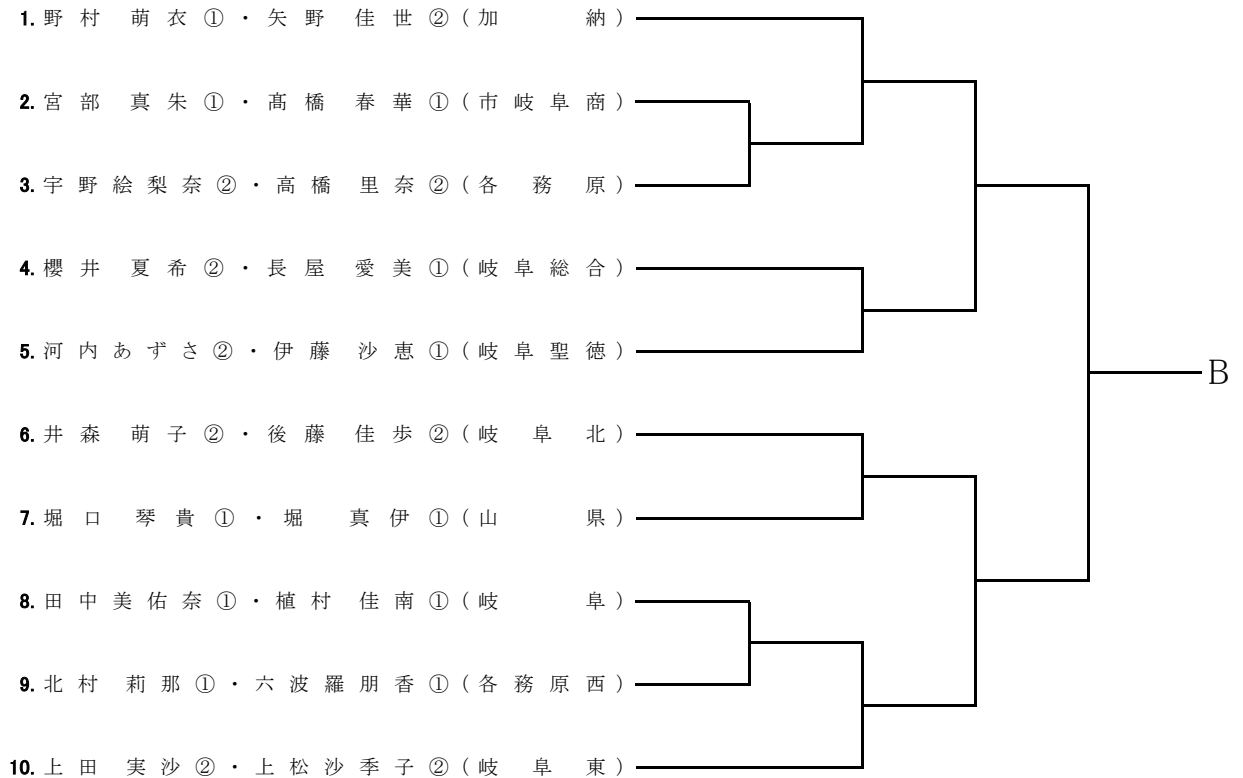 1. 野村 萌衣①・矢野 佳世②(加 納)
2. 宮部 真朱①・髙橋 春華①(市岐阜商)
3. 宇野絵梨奈②・高橋 里奈②(各 務 原)
4. 櫻井 夏希②・長屋 愛美①(岐阜総合)
5. 河内あずさ②・伊藤 沙恵①(岐阜聖徳)
B
6. 井森 萌子②・後藤 佳歩②(岐 阜 北)
7. 堀口 琴貴①・堀 真伊①(山 県)
8. 田中美佑奈①・植村 佳南①(岐 阜)
9. 北村 莉那①・六波羅朋香①(各務原西)
10. 上田 実沙②・上松沙季子②(岐 阜 東)